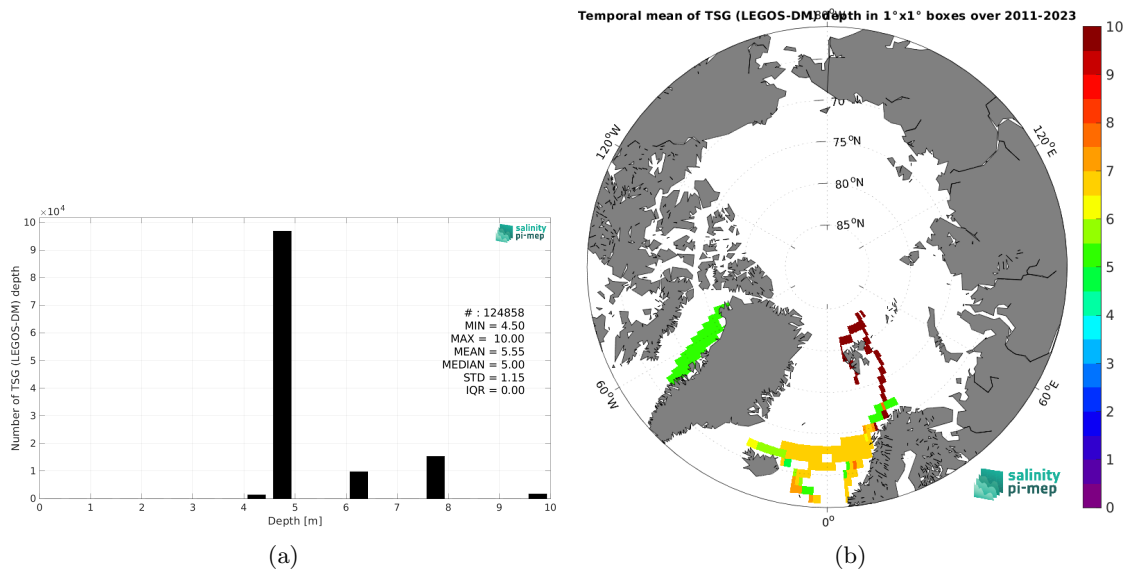 ×10⁴
10
9
8
7
6
5
4
3
2
1
0
Number of TSG (LEGOS-DM) depth
salinity
pi-mep
# : 124858
MIN = 4.50
MAX = 10.00
MEAN = 5.55
MEDIAN = 5.00
STD = 1.15
IQR = 0.00
0 1 2 3 4 5 6 7 8 9 10
Depth [m]
(a)
Temporal mean of TSG (LEGOS-DM) depth in 1°x1° boxes over 2011-2023
180°W
120°W
120°E
75°N
80°N
85°N
60°W
60°E
0°
salinity
pi-mep
10
9
8
7
6
5
4
3
2
1
0
(b)